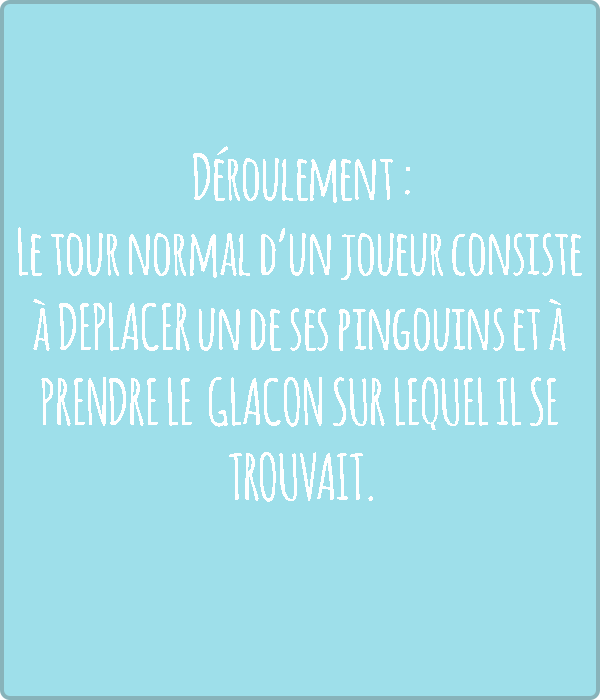 Déroulement :
Le tour normal d'un joueur consiste
à DEPLACER un de ses pingouins et à
PRENDRE LE GLACON SUR LEQUEL IL SE
TROUVAIT.